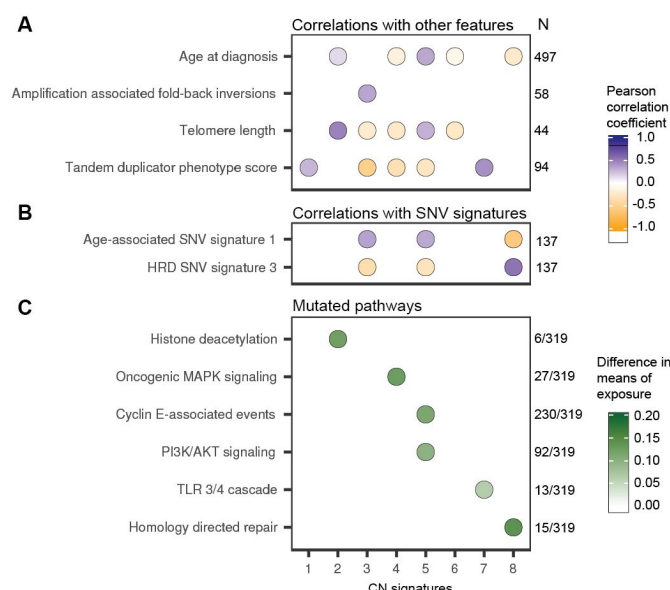 A
Correlations with other features
N
Age at diagnosis
497
Amplification associated fold-back inversions
58
Telomere length
44
Tandem duplicator phenotype score
94
Pearson
correlation
coefficient
1.0
0.5
0.0
-0.5
-1.0
B
Correlations with SNV signatures
Age-associated SNV signature 1
137
HRD SNV signature 3
137
C
Mutated pathways
Histone deacetylation
6/319
Oncogenic MAPK signaling
27/319
Cyclin E-associated events
230/319
PI3K/AKT signaling
92/319
TLR 3/4 cascade
13/319
Homology directed repair
15/319
Difference in
means of
exposure
0.20
0.15
0.10
0.05
0.00
1 2 3 4 5 6 7 8
CN signatures